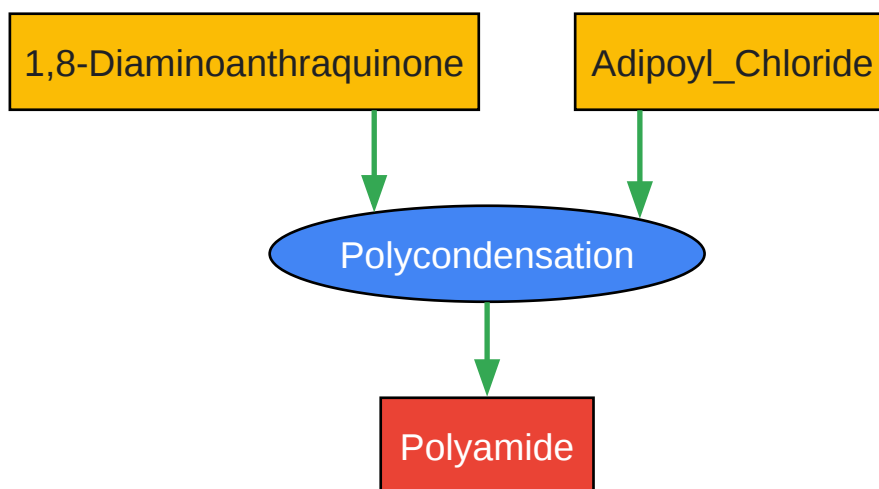 1,8-Diaminoanthraquinone
Adipoyl_Chloride
Polycondensation
Polyamide